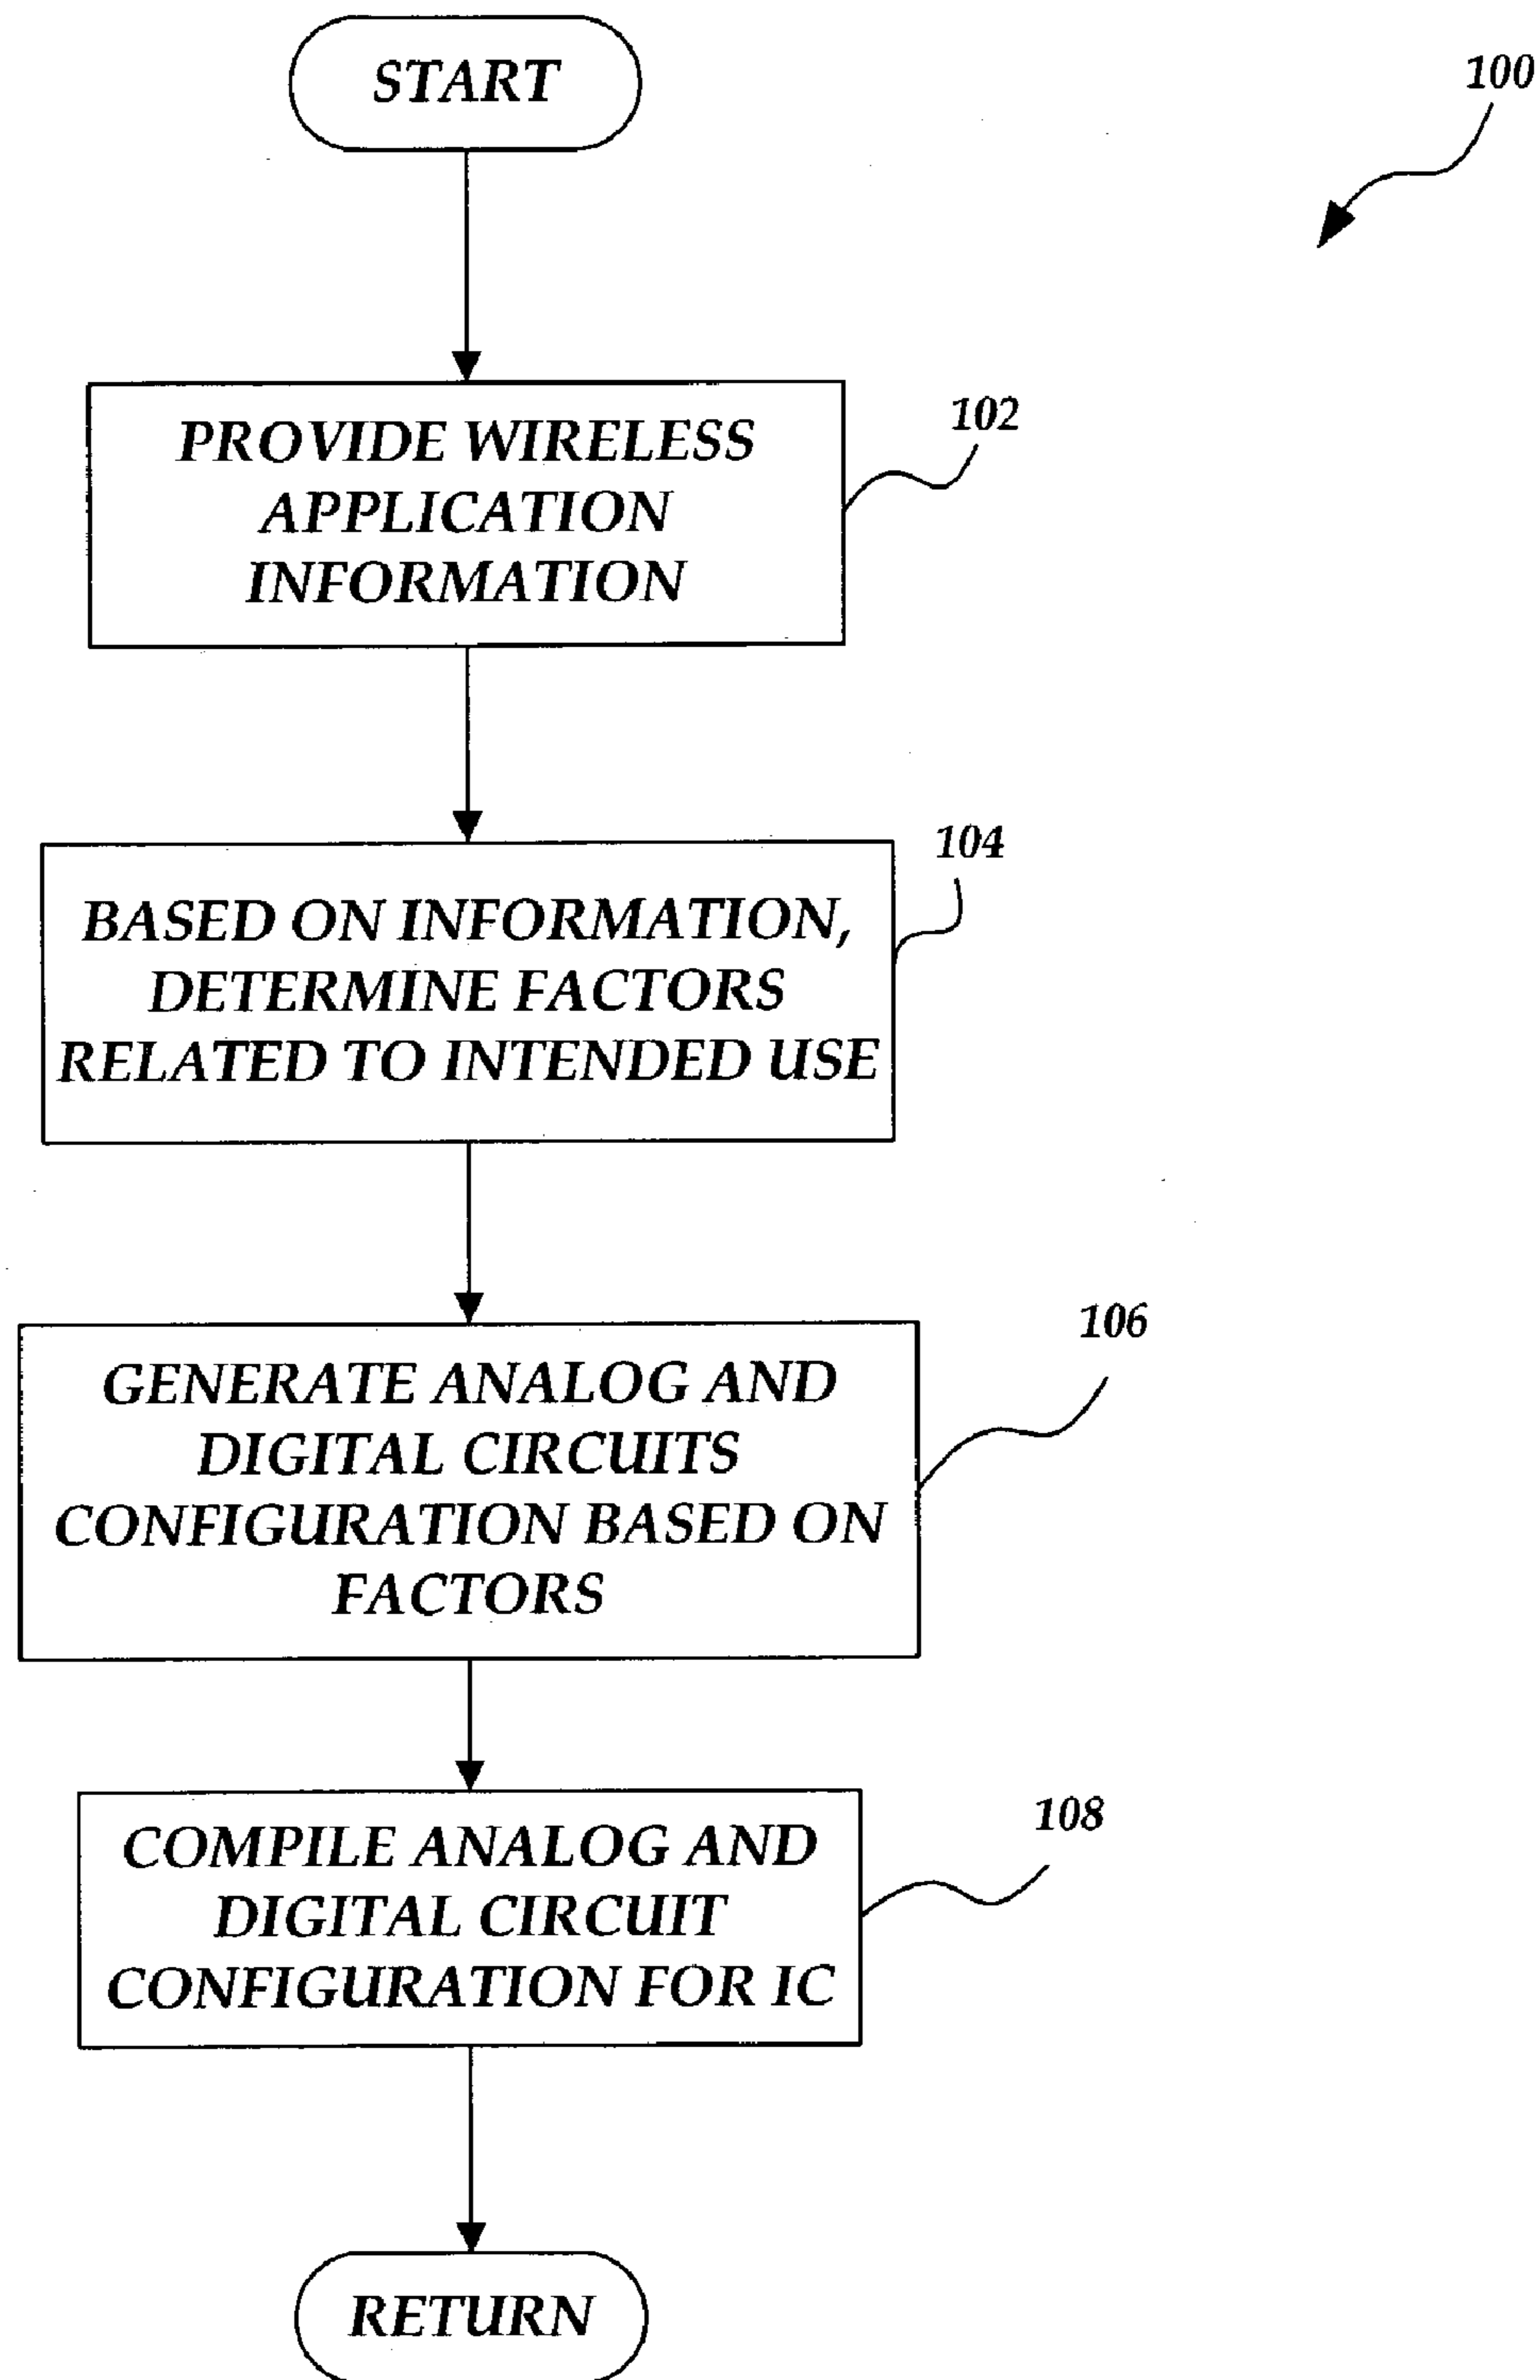 START
100
PROVIDE WIRELESS
APPLICATION
INFORMATION
102
BASED ON INFORMATION,
DETERMINE FACTORS
RELATED TO INTENDED USE
104
GENERATE ANALOG AND
DIGITAL CIRCUITS
CONFIGURATION BASED ON
FACTORS
106
COMPILE ANALOG AND
DIGITAL CIRCUIT
CONFIGURATION FOR IC
108
RETURN